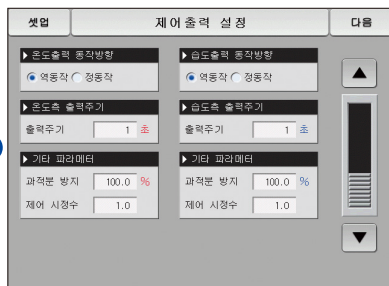 셋업 제어출력 설정 다음
▶ 온도출력 동작방향
역동작 정동작
▶ 온도측 출력주기
출력주기 1 초
▶ 기타 파라메터
과적분 방지 100.0 %
제어 시정수 1.0
▶ 습도출력 동작방향
역동작 정동작
▶ 습도측 출력주기
출력주기 1 초
▶ 기타 파라메터
과적분 방지 100.0 %
제어 시정수 1.0